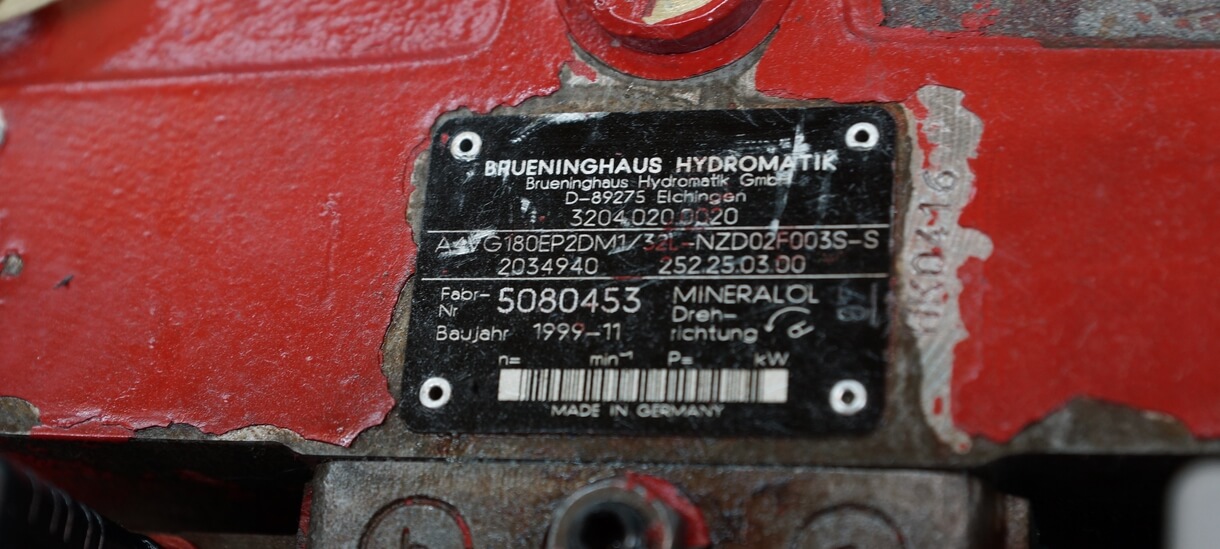 BRUENINGHAUS HYDROMATIK
Brueninghaus Hydromatik GmbH
D-89275 Elchingen
3204.020.0020
A4VG180EP2DM1/32L-NZD02F003S-S
2034940 252.25.03.00
Fabr-Nr 5080453 MINERALÖL
Baujahr 1999-11 Dreh-richtung
n= min⁻¹ P= kW
MADE IN GERMANY